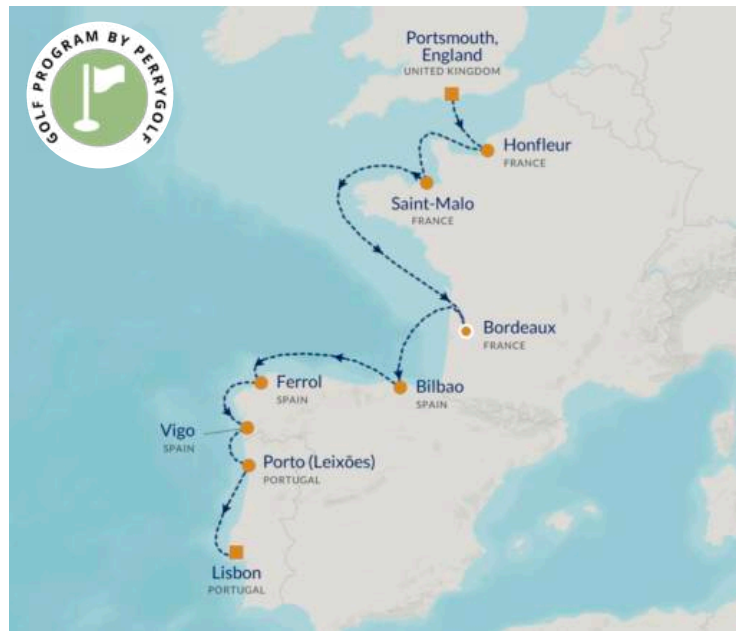 GOLF PROGRAM BY PERRYGOLF
Portsmouth,
England
UNITED KINGDOM
Honfleur
FRANCE
Saint-Malo
FRANCE
Bordeaux
FRANCE
Ferrol
SPAIN
Bilbao
SPAIN
Vigo
SPAIN
Porto (Leixões)
PORTUGAL
Lisbon
PORTUGAL